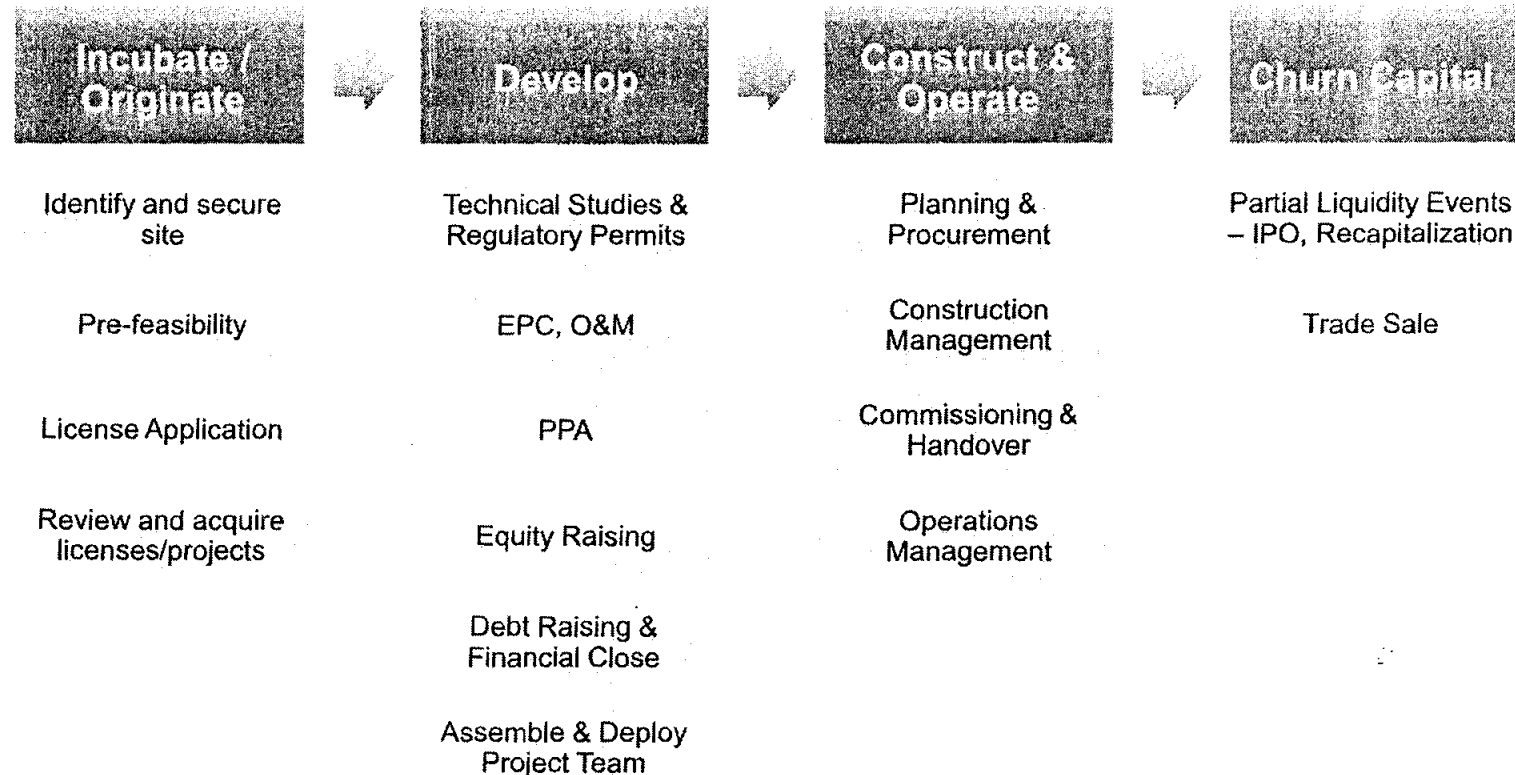 Incubate /
Originate
Develop
Construct &
Operate
Churn Capital
Identify and secure
site
Pre-feasibility
License Application
Review and acquire
licenses/projects
Technical Studies &
Regulatory Permits
EPC, O&M
PPA
Equity Raising
Debt Raising &
Financial Close
Assemble & Deploy
Project Team
Planning &
Procurement
Construction
Management
Commissioning &
Handover
Operations
Management
Partial Liquidity Events
– IPO, Recapitalization
Trade Sale